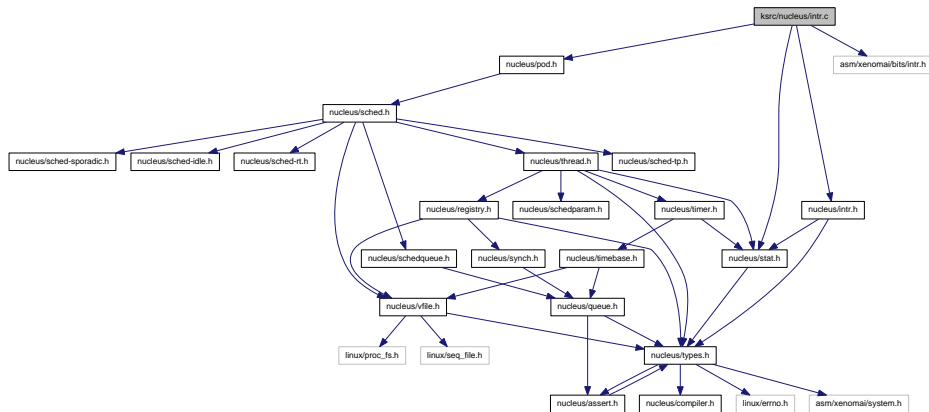 ksrc/nucleus/intr.c
nucleus/pod.h
asm/xenomai/bits/intr.h
nucleus/sched.h
nucleus/sched-sporadic.h
nucleus/sched-idle.h
nucleus/sched-rt.h
nucleus/thread.h
nucleus/sched-tp.h
nucleus/registry.h
nucleus/schedparam.h
nucleus/timer.h
nucleus/intr.h
nucleus/schedqueue.h
nucleus/synch.h
nucleus/timebase.h
nucleus/stat.h
nucleus/vfile.h
nucleus/queue.h
linux/proc_fs.h
linux/seq_file.h
nucleus/types.h
nucleus/assert.h
nucleus/compiler.h
linux/errno.h
asm/xenomai/system.h